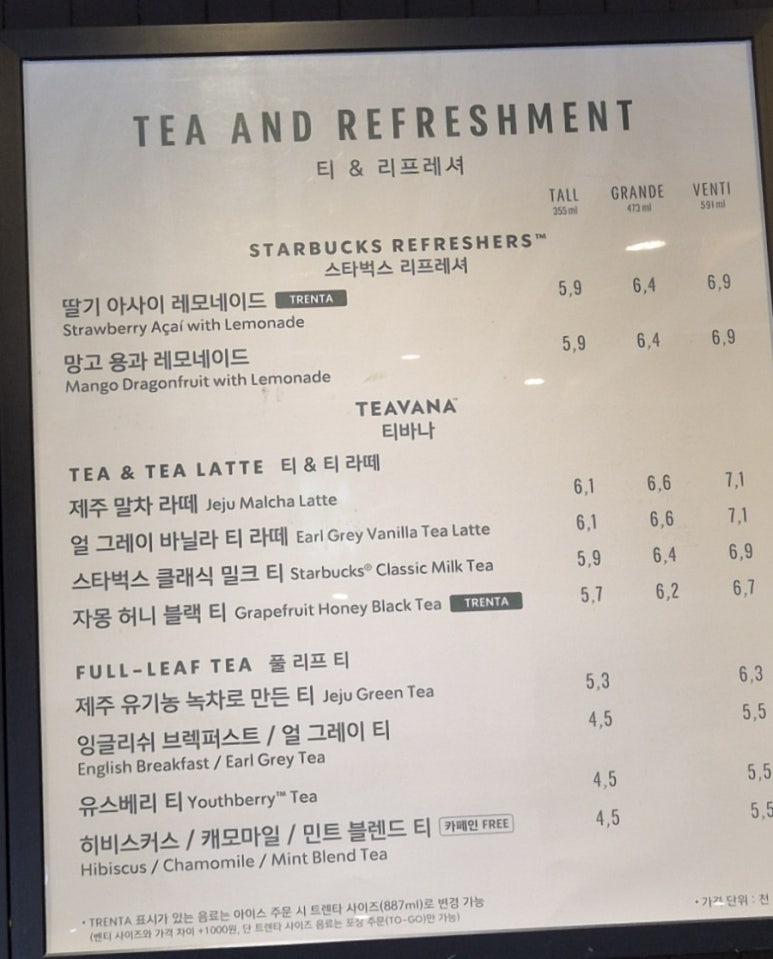 TEA AND REFRESHMENT
티 & 리프레셔
TALL GRANDE VENTI
355ml 473ml 591ml
STARBUCKS REFRESHERS™
스타벅스 리프레셔
딸기 아사이 레모네이드 TRENTA 5,9 6,4 6,9
Strawberry Açaí with Lemonade
망고 용과 레모네이드 5,9 6,4 6,9
Mango Dragonfruit with Lemonade
TEAVANA™
티바나
TEA & TEA LATTE 티 & 티 라떼
제주 말차 라떼 Jeju Malcha Latte 6,1 6,6 7,1
얼 그레이 바닐라 티 라떼 Earl Grey Vanilla Tea Latte 6,1 6,6 7,1
스타벅스 클래식 밀크 티 Starbucks® Classic Milk Tea 5,9 6,4 6,9
자몽 허니 블랙 티 Grapefruit Honey Black Tea TRENTA 5,7 6,2 6,7
FULL-LEAF TEA 풀 리프 티
제주 유기농 녹차로 만든 티 Jeju Green Tea 5,3 6,3
잉글리쉬 브렉퍼스트 / 얼 그레이 티 4,5 5,5
English Breakfast / Earl Grey Tea
유스베리 티 Youthberry™ Tea 4,5 5,5
히비스커스 / 캐모마일 / 민트 블렌드 티 카페인 FREE 4,5 5,5
Hibiscus / Chamomile / Mint Blend Tea
• TRENTA 표시가 있는 음료는 아이스 주문 시 트렌타 사이즈(887ml)로 변경 가능 • 가격 단위 : 천
(벤티 사이즈와 가격 차이 +1000원, 단 트렌타 사이즈 음료는 포장 주문(TO-GO)만 가능)